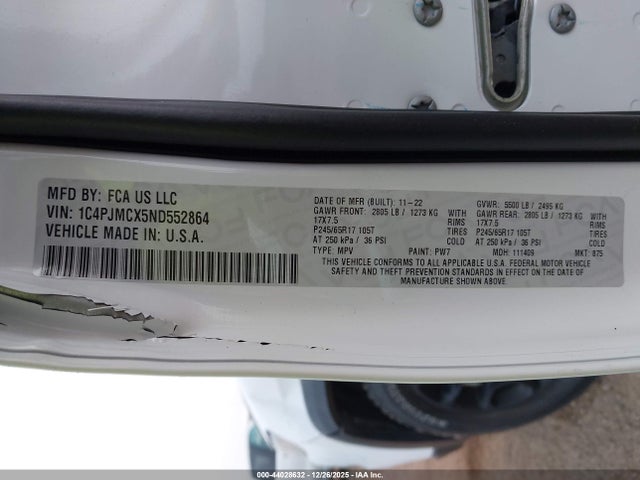 MFD BY: FCA US LLC
VIN: 1C4PJMCX5ND552864
VEHICLE MADE IN: U.S.A.
DATE OF MFR (BUILT): 11-22 GVWR: 5500 LB / 2495 KG
GAWR FRONT: 2805 LB / 1273 KG WITH GAWR REAR: 2805 LB / 1273 KG WITH
17X7.5 RIMS 17X7.5 RIMS
P245/65R17 105T TIRES P245/65R17 105T TIRES
AT 250 kPa / 36 PSI COLD AT 250 kPa / 36 PSI COLD
TYPE: MPV PAINT: PW7 MDH: 111409 MKT: 875
THIS VEHICLE CONFORMS TO ALL APPLICABLE U.S.A. FEDERAL MOTOR VEHICLE
SAFETY AND THEFT PREVENTION STANDARDS IN EFFECT ON THE DATE OF
MANUFACTURE SHOWN ABOVE.
000-44028632 - 12/26/2025 - IAAI.com